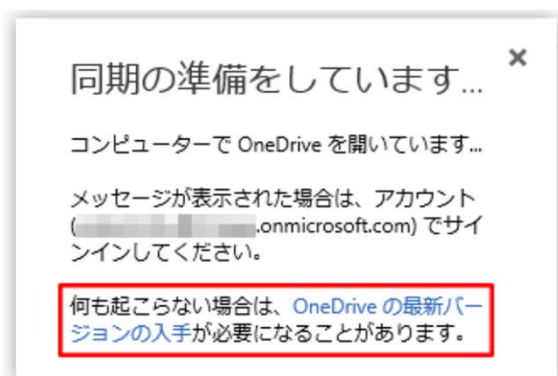 同期の準備をしています...
コンピューターで OneDrive を開いています...
メッセージが表示された場合は、アカウント
(.onmicrosoft.com) でサイ
ンインしてください。
何も起こらない場合は、OneDrive の最新バー
ジョンの入手が必要になることがあります。